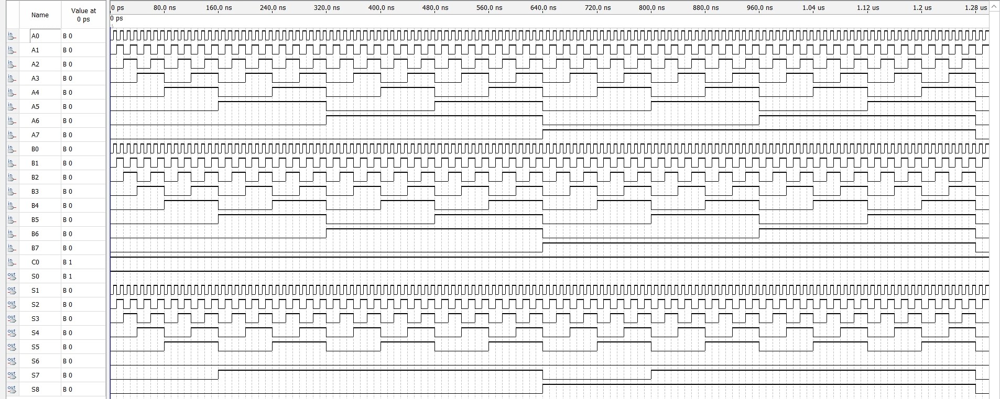 Name Value at 0 ps
0 ps 80.0 ns 160.0 ns 240.0 ns 320.0 ns 400.0 ns 480.0 ns 560.0 ns 640.0 ns 720.0 ns 800.0 ns 880.0 ns 960.0 ns 1.04 us 1.12 us 1.2 us 1.28 us
0 ps
in A0 B 0
in A1 B 0
in A2 B 0
in A3 B 0
in A4 B 0
in A5 B 0
in A6 B 0
in A7 B 0
in B0 B 0
in B1 B 0
in B2 B 0
in B3 B 0
in B4 B 0
in B5 B 0
in B6 B 0
in B7 B 0
in C0 B 1
out S0 B 1
out S1 B 0
out S2 B 0
out S3 B 0
out S4 B 0
out S5 B 0
out S6 B 0
out S7 B 0
out S8 B 0